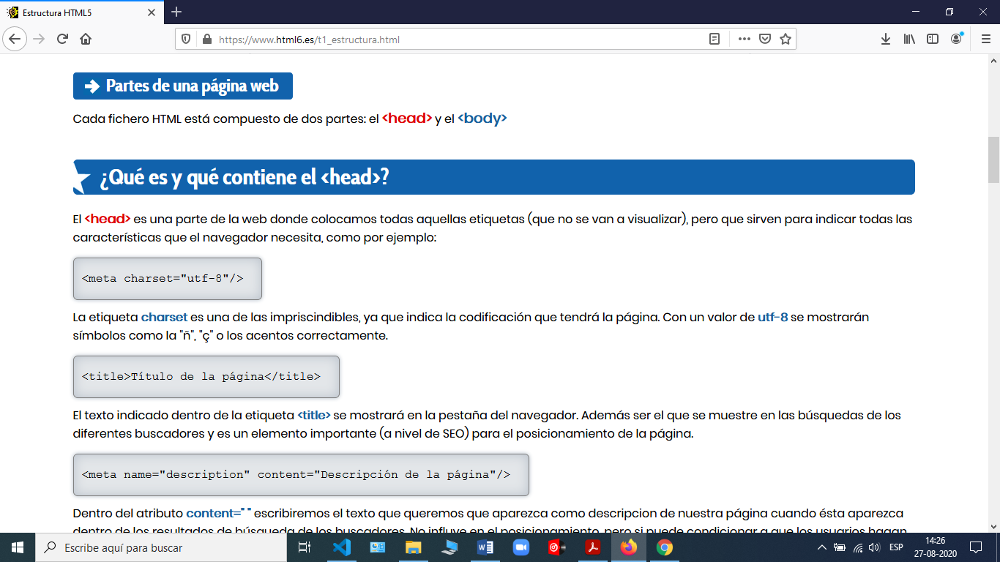 Estructura HTML5
https://www.html6.es/t1_estructura.html
Partes de una página web
Cada fichero HTML está compuesto de dos partes: el <head> y el <body>
¿Qué es y qué contiene el <head>?
El <head> es una parte de la web donde colocamos todas aquellas etiquetas (que no se van a visualizar), pero que sirven para indicar todas las
características que el navegador necesita, como por ejemplo:
<meta charset="utf-8"/>
La etiqueta charset es una de las impriscindibles, ya que indica la codificación que tendrá la página. Con un valor de utf-8 se mostrarán
símbolos como la "ñ", "ç" o los acentos correctamente.
<title>Título de la página</title>
El texto indicado dentro de la etiqueta <title> se mostrará en la pestaña del navegador. Además ser el que se muestre en las búsquedas de los
diferentes buscadores y es un elemento importante (a nivel de SEO) para el posicionamiento de la página.
<meta name="description" content="Descripción de la página"/>
Dentro del atributo content=" " escribiremos el texto que queremos que aparezca como descripcion de nuestra página cuando ésta aparezca
dentro de los resultados de búsqueda de los buscadores. No influye en el posicionamiento, pero si puede condicionar a que los usuarios hagan
Escribe aquí para buscar
ESP
14:26
27-08-2020